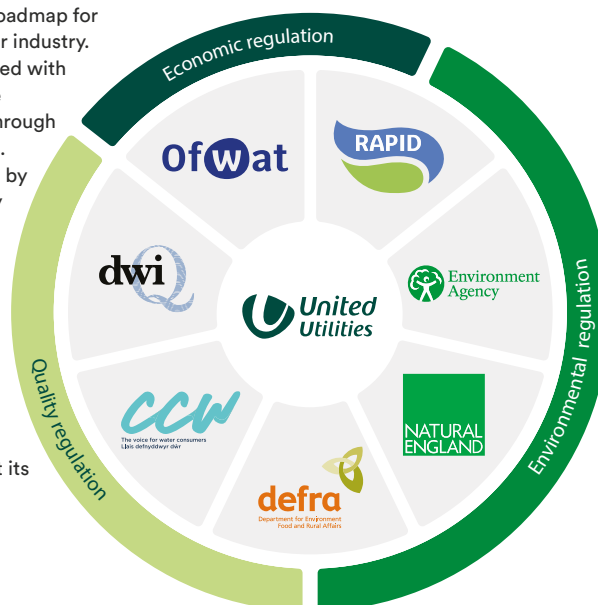 oadmap for
r industry.
ed with
hrough
.
by
t its
Economic regulation
Environmental regulation
Quality regulation
Ofwat
RAPID
dwi Q
Environment
Agency
United
Utilities
ccw
The voice for water consumers
Llais defnyddwyr dŵr
NATURAL
ENGLAND
defra
Department for Environment
Food and Rural Affairs